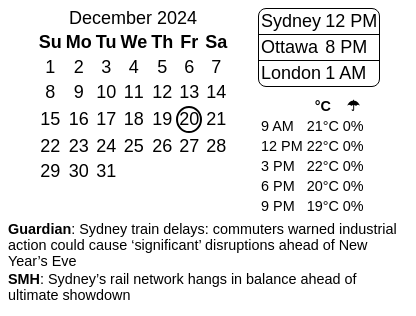 December 2024
Su Mo Tu We Th Fr Sa
1 2 3 4 5 6 7
8 9 10 11 12 13 14
15 16 17 18 19 20 21
22 23 24 25 26 27 28
29 30 31
Sydney 12 PM
Ottawa 8 PM
London 1 AM
°C ☂
9 AM 21°C 0%
12 PM 22°C 0%
3 PM 22°C 0%
6 PM 20°C 0%
9 PM 19°C 0%
Guardian: Sydney train delays: commuters warned industrial
action could cause ‘significant’ disruptions ahead of New
Year’s Eve
SMH: Sydney’s rail network hangs in balance ahead of
ultimate showdown